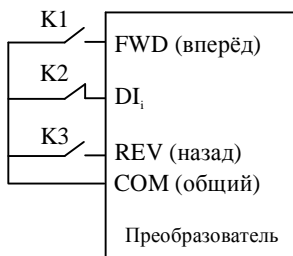 K1
FWD (вперёд)
K2
DIi
K3
REV (назад)
COM (общий)
Преобразователь